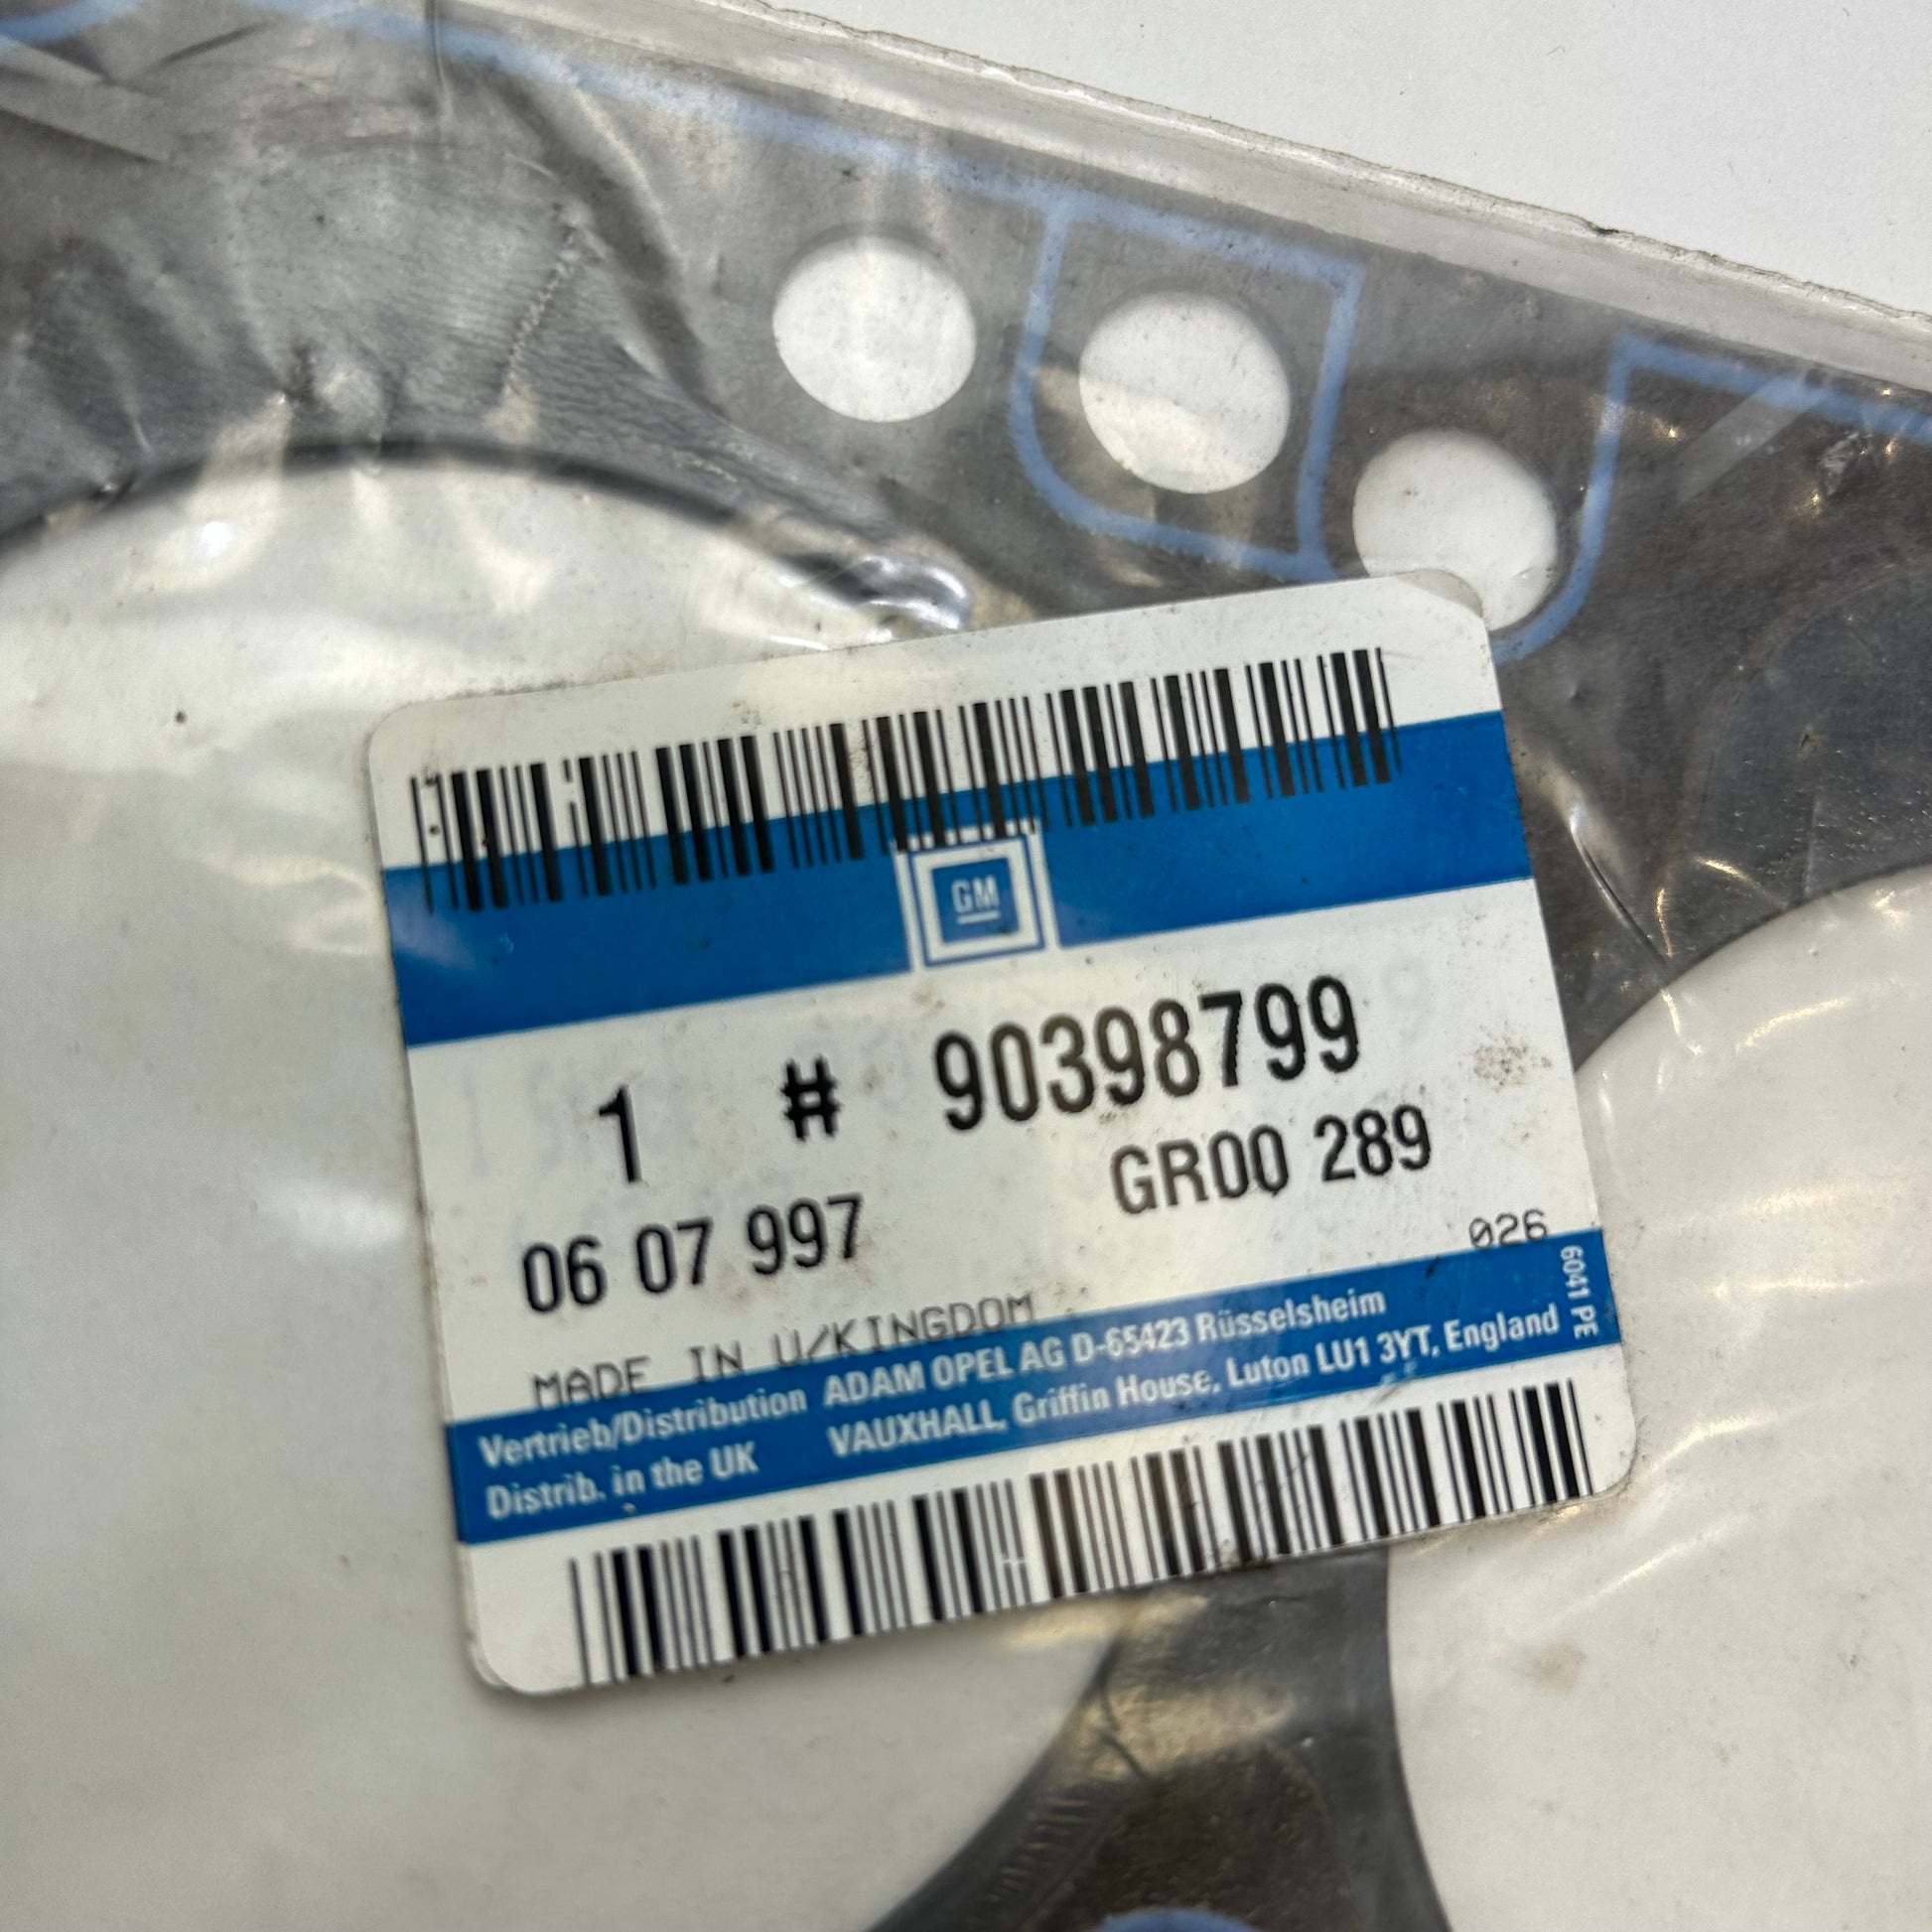 GM
1 # 90398799
GR00 289
06 07 997
026
MADE IN U/KINGDOM
6041 PE
Vertrieb/Distribution ADAM OPEL AG D-65423 Rüsselsheim
Distrib. in the UK VAUXHALL, Griffin House, Luton LU1 3YT, England